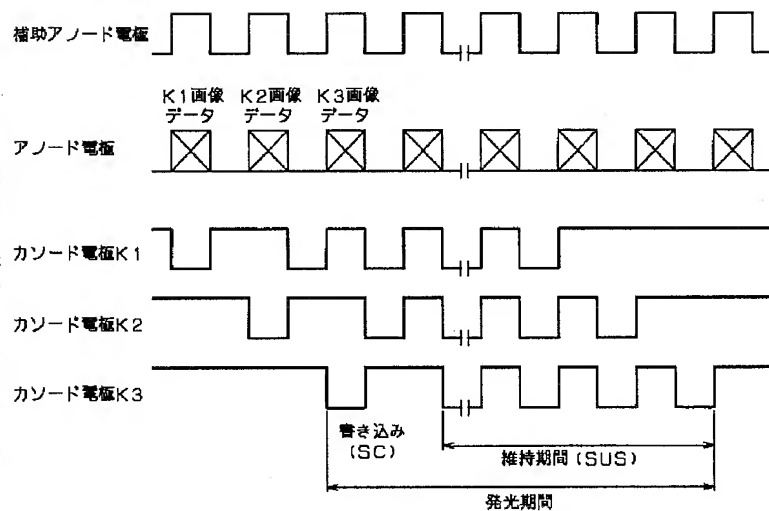 補助アノード電極
K1画像 K2画像 K3画像
データ データ データ
アノード電極
カソード電極K1
カソード電極K2
カソード電極K3
書き込み
(SC)
維持期間(SUS)
発光期間